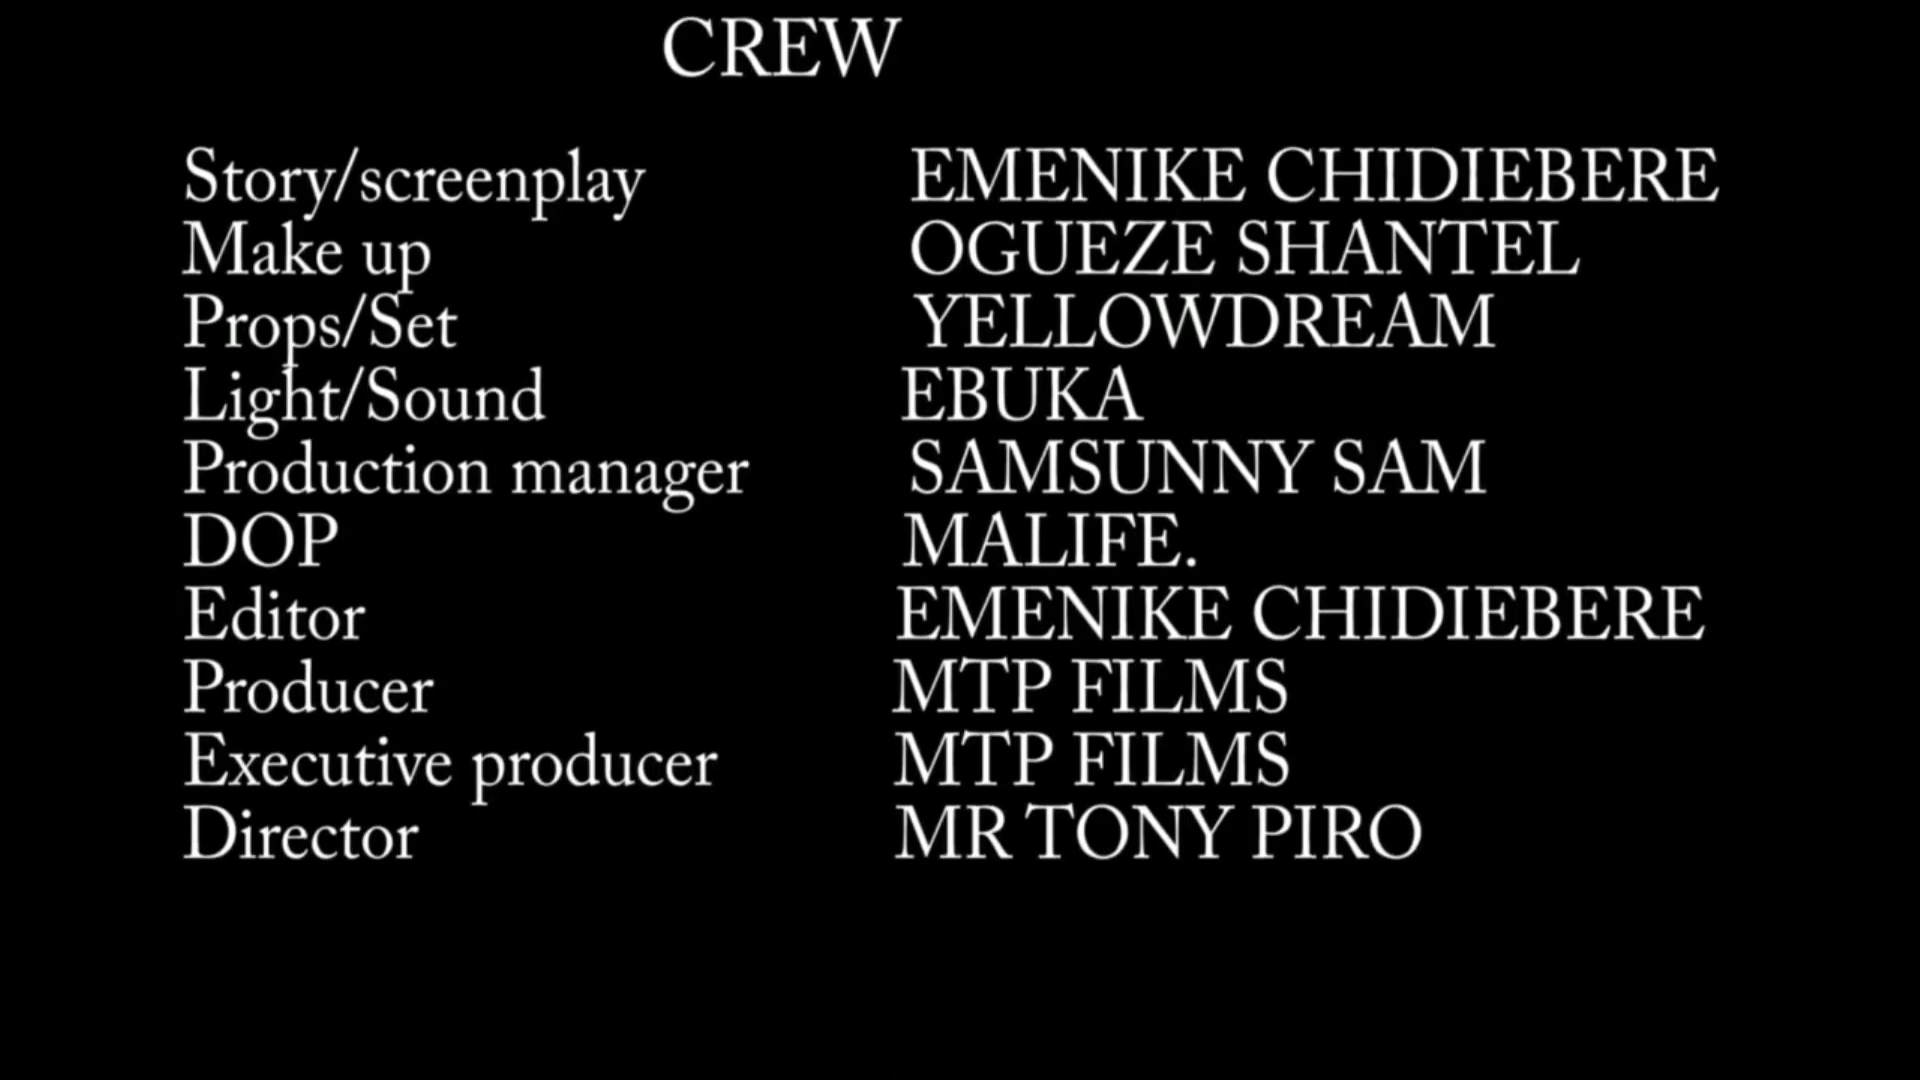 CREW
Story/screenplay EMENIKE CHIDIEBERE
Make up OGUEZE SHANTEL
Props/Set YELLOWDREAM
Light/Sound EBUKA
Production manager SAMSUNNY SAM
DOP MALIFE.
Editor EMENIKE CHIDIEBERE
Producer MTP FILMS
Executive producer MTP FILMS
Director MR TONY PIRO